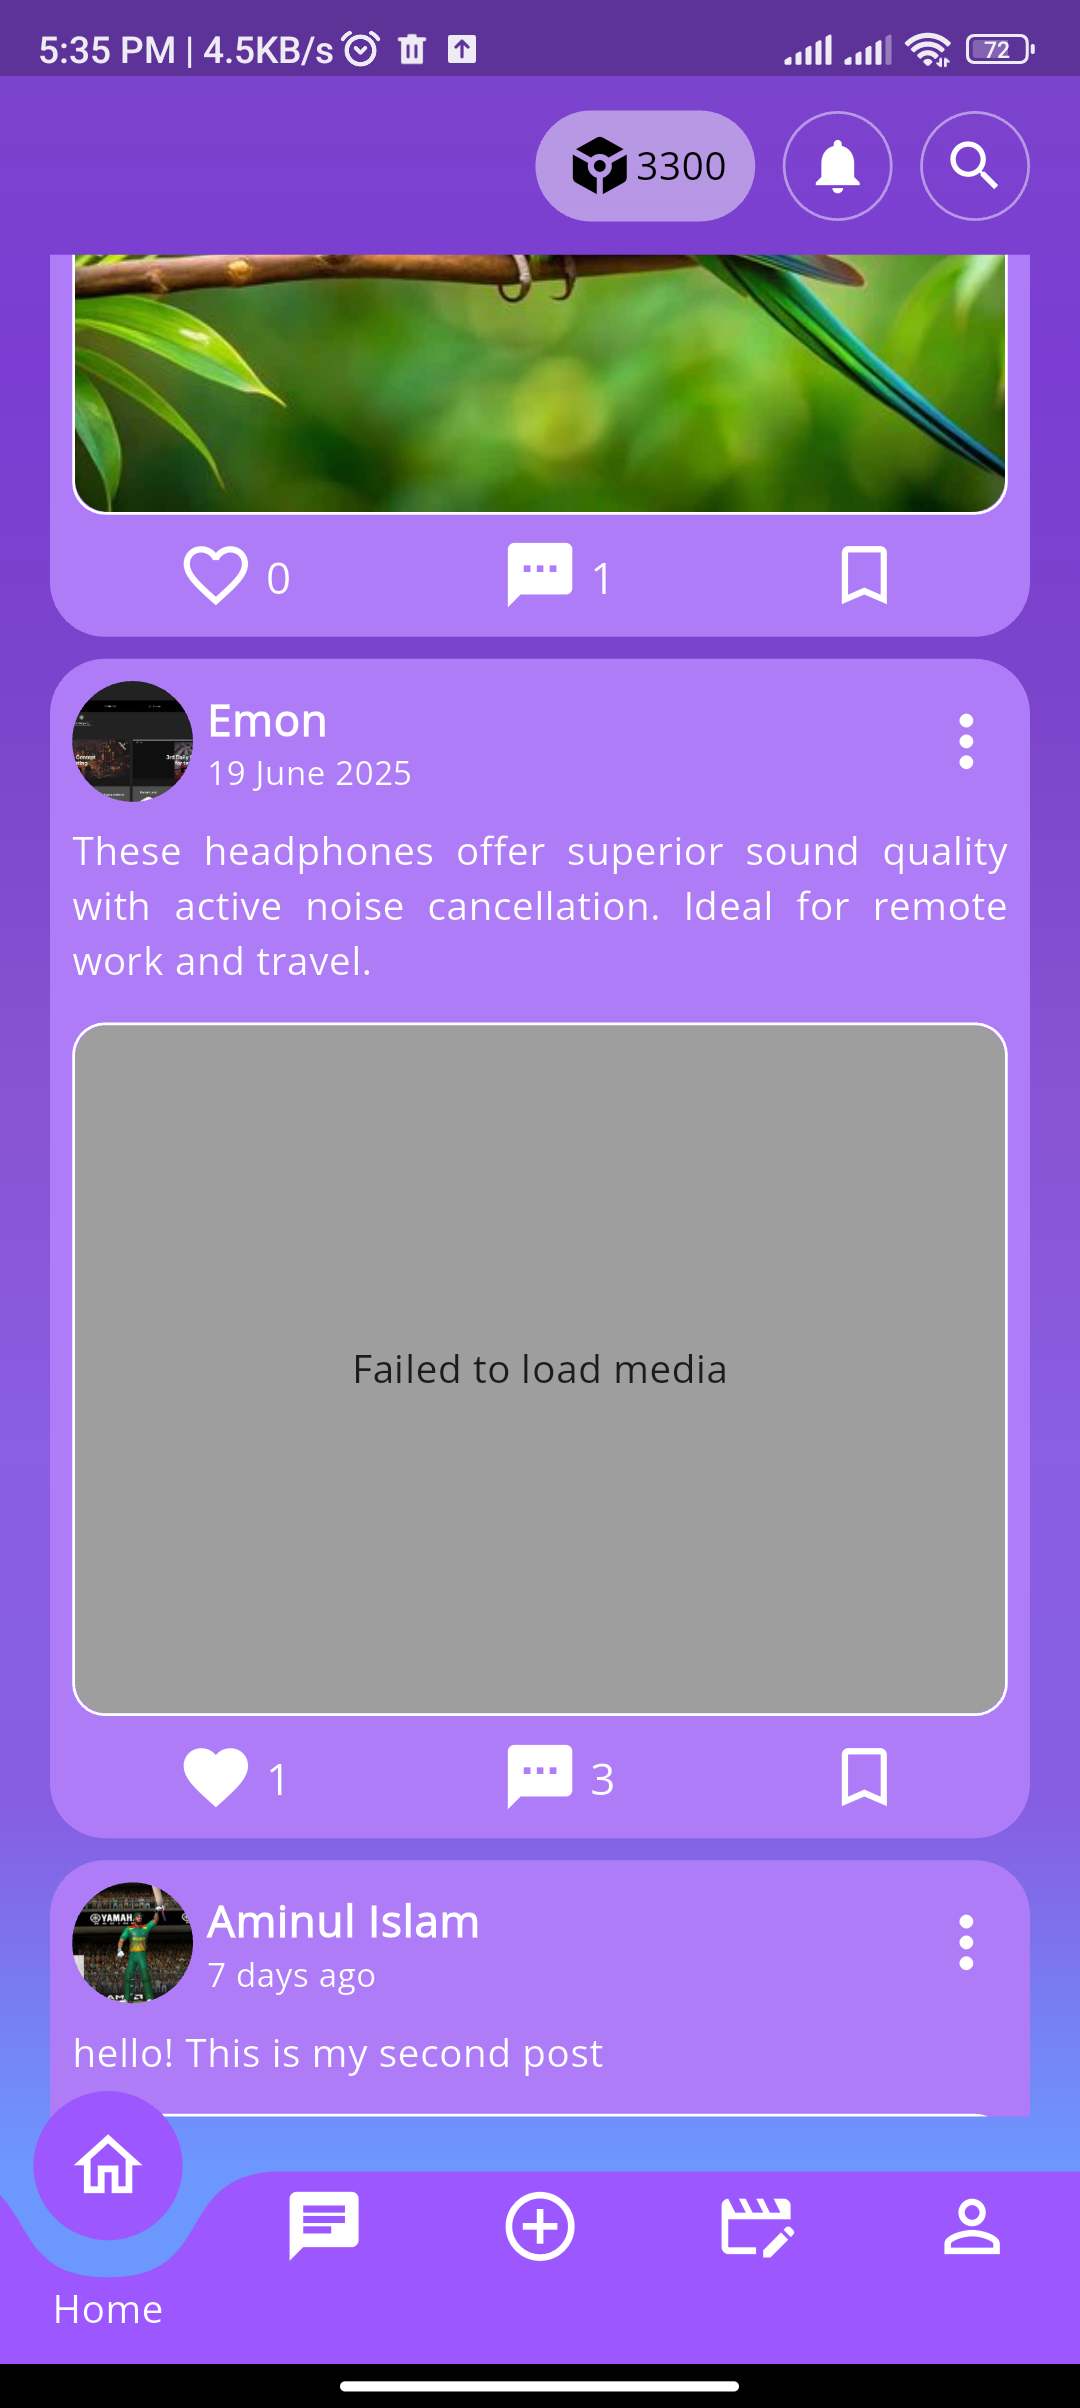 5:35 PM | 4.5KB/s
72
3300
0
1
Emon
19 June 2025
These headphones offer superior sound quality
with active noise cancellation. Ideal for remote
work and travel.
Failed to load media
1
3
YAMAHA
Aminul Islam
7 days ago
hello! This is my second post
Home